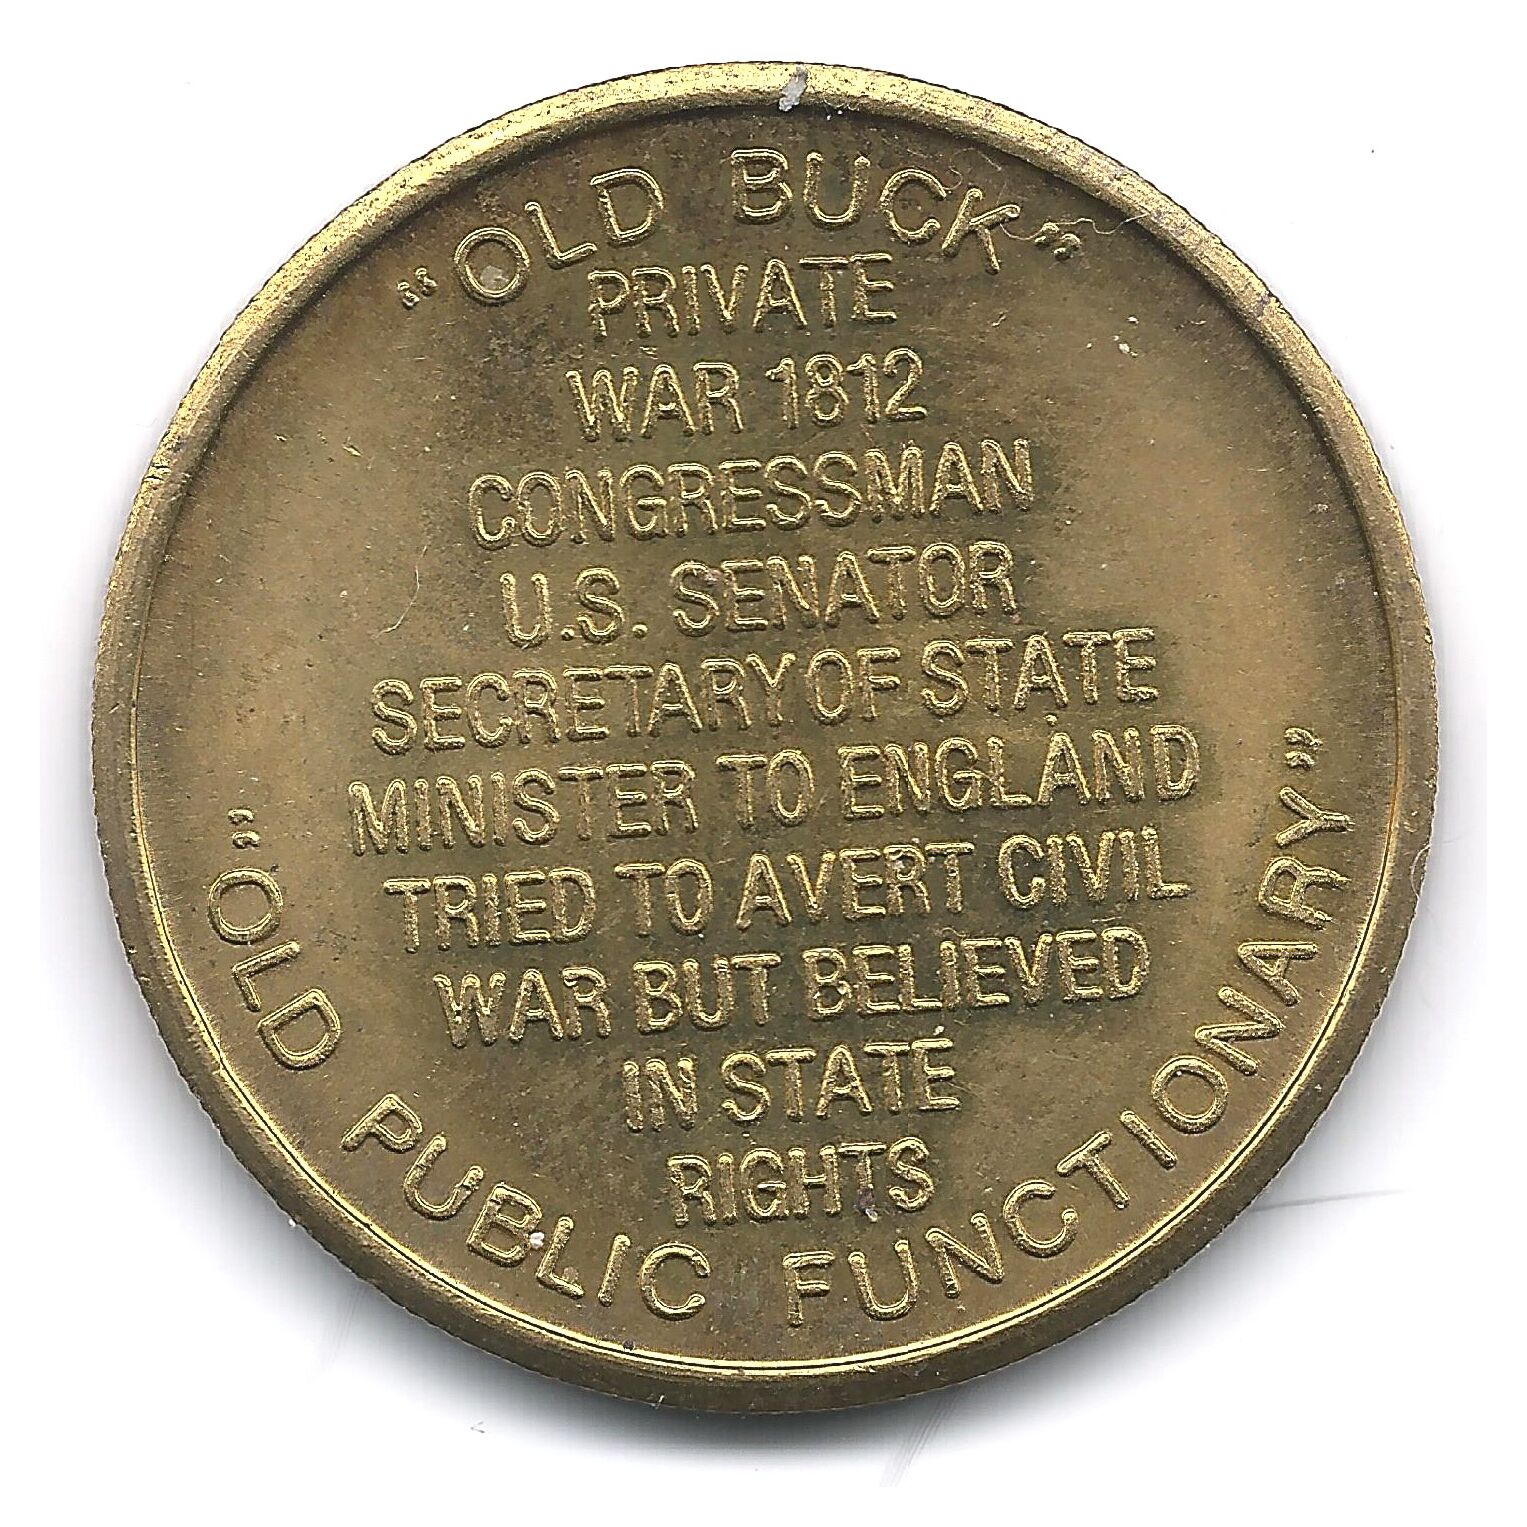 "OLD BUCK"
PRIVATE
WAR 1812
CONGRESSMAN
U.S. SENATOR
SECRETARY OF STATE
MINISTER TO ENGLAND
TRIED TO AVERT CIVIL
WAR BUT BELIEVED
IN STATE
RIGHTS
"OLD PUBLIC FUNCTIONARY"